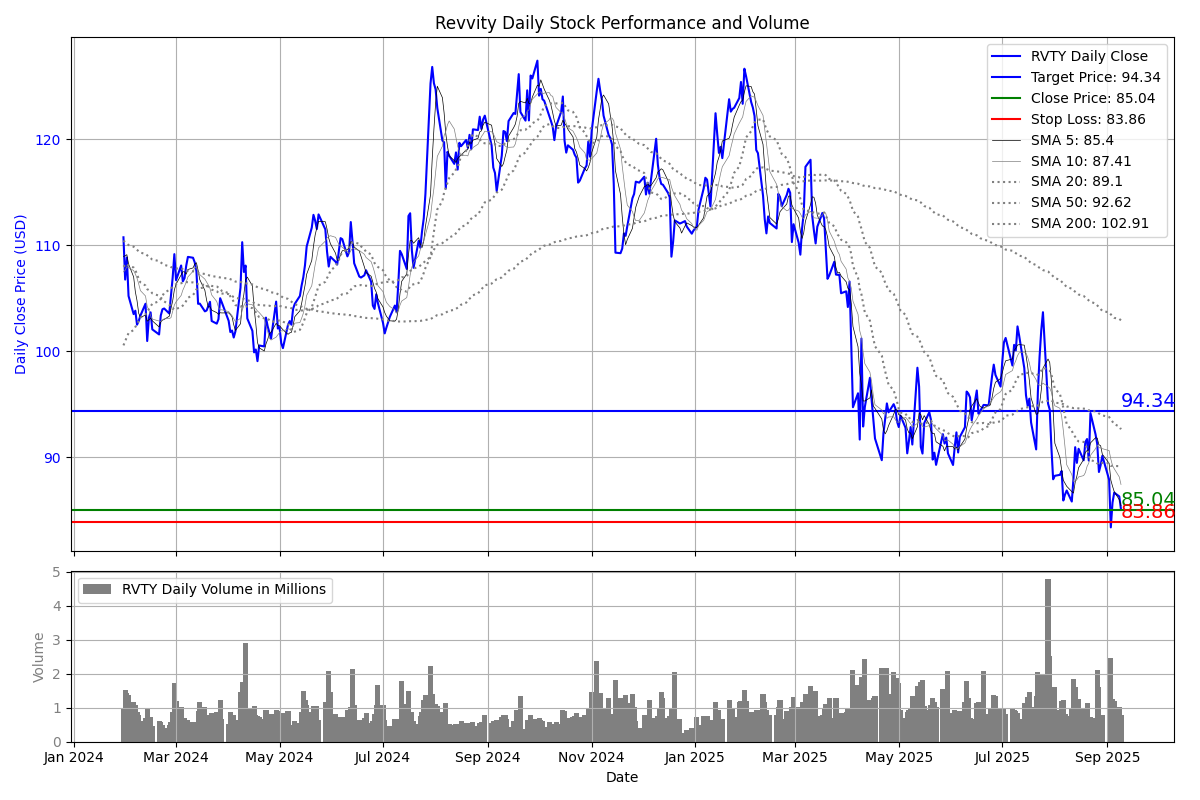 Revvity Daily Stock Performance and Volume
Daily Close Price (USD)
120
110
100
90
RVTY Daily Close
Target Price: 94.34
Close Price: 85.04
Stop Loss: 83.86
SMA 5: 85.4
SMA 10: 87.41
SMA 20: 89.1
SMA 50: 92.62
SMA 200: 102.91
94.34
85.04
83.86
Volume
5
4
3
2
1
0
RVTY Daily Volume in Millions
Jan 2024 Mar 2024 May 2024 Jul 2024 Sep 2024 Nov 2024 Jan 2025 Mar 2025 May 2025 Jul 2025 Sep 2025
Date